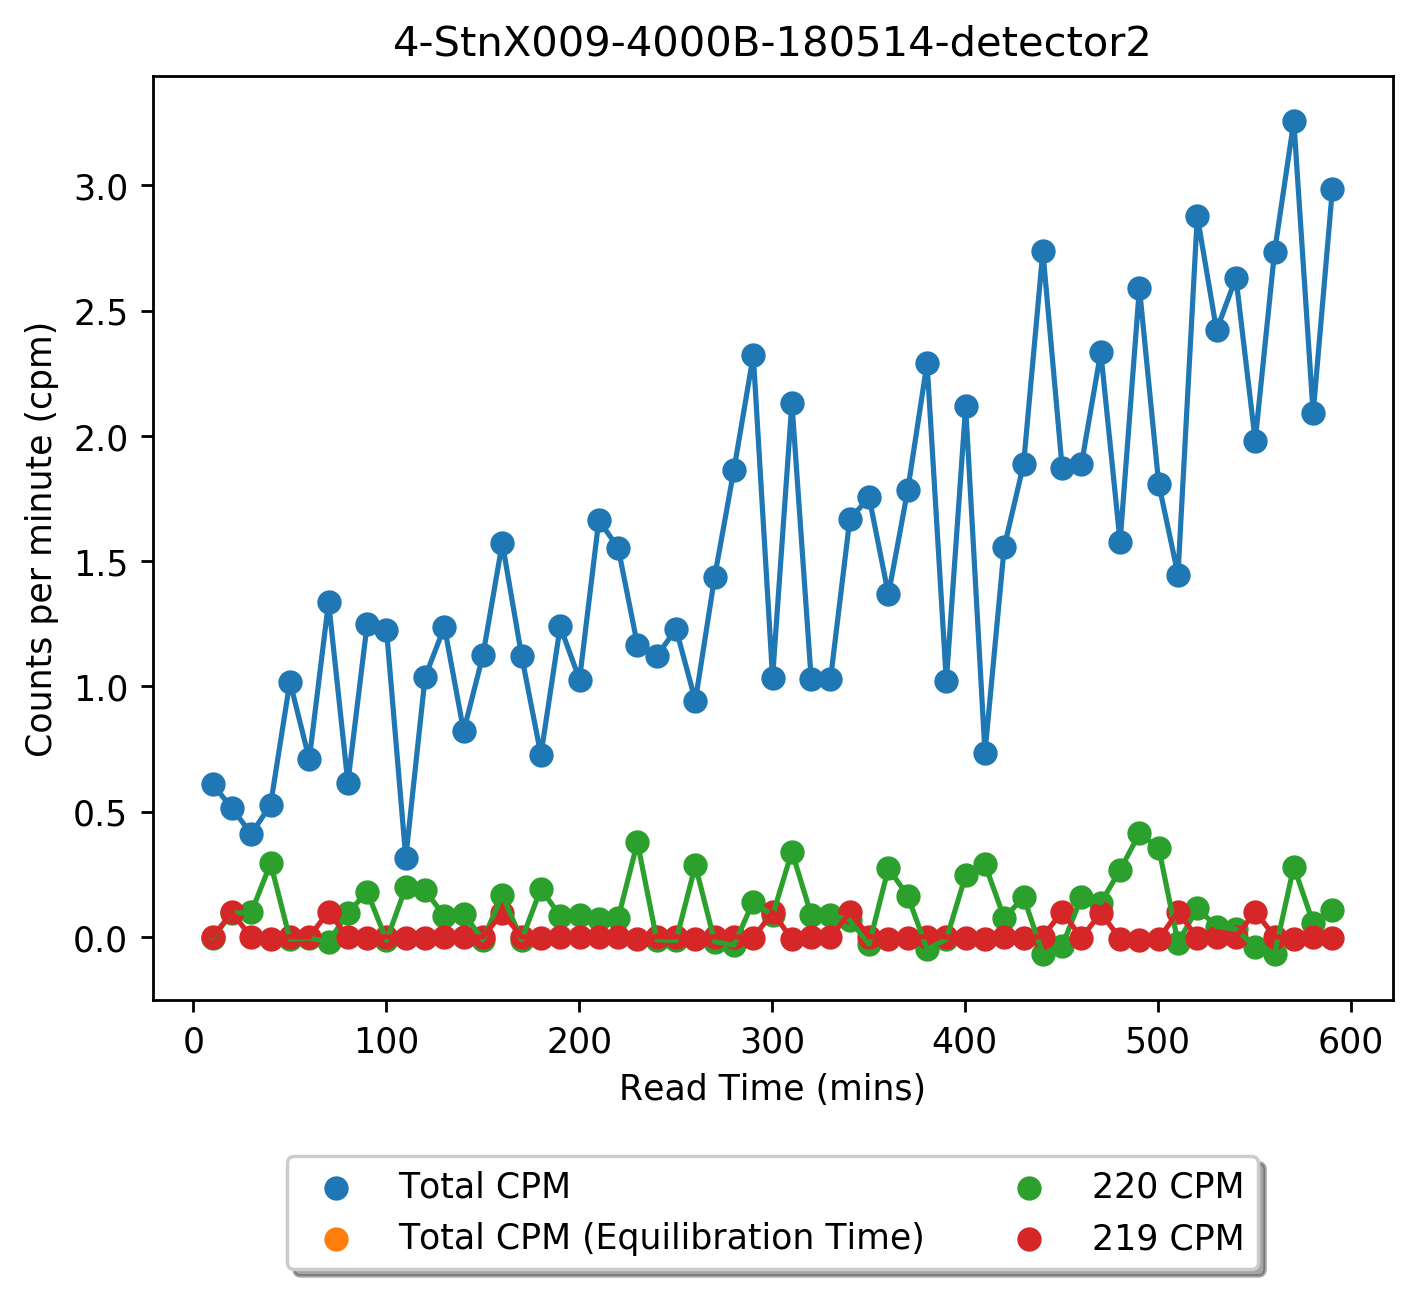 4-StnX009-4000B-180514-detector2
Counts per minute (cpm)
3.0
2.5
2.0
1.5
1.0
0.5
0.0
0 100 200 300 400 500 600
Read Time (mins)
Total CPM
Total CPM (Equilibration Time)
220 CPM
219 CPM